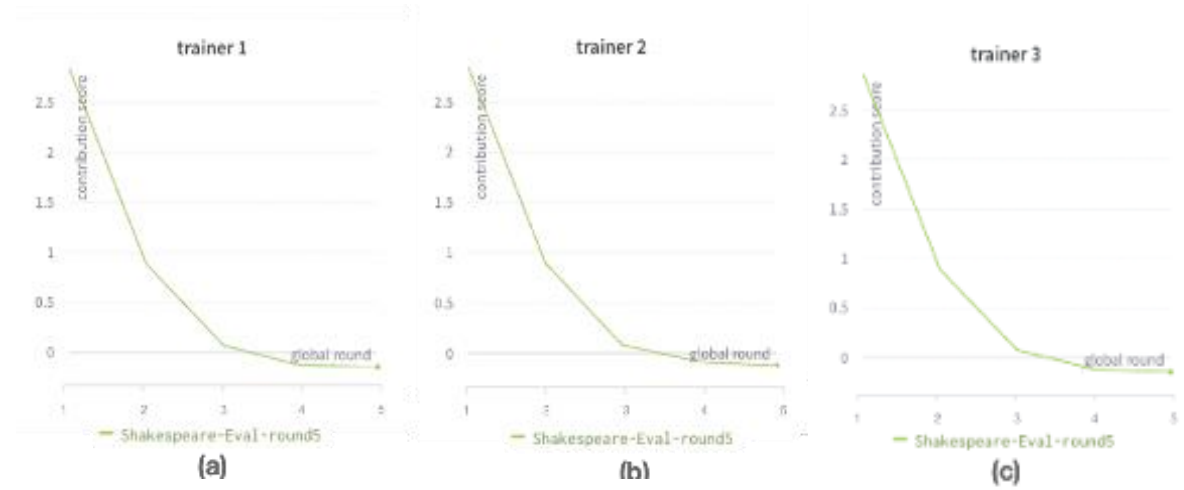 trainer 1
contribution score
2.5
2
1.5
1
0.5
0
global round
1 2 3 4 5
Shakespeare-Eval-round5
(a)
trainer 2
contribution score
2.5
2
1.5
1
0.5
0
global round
1 2 3 4 5
Shakespeare-Eval-round5
(b)
trainer 3
contribution score
2.5
2
1.5
1
0.5
0
global round
1 2 3 4 5
Shakespeare-Eval-round5
(c)